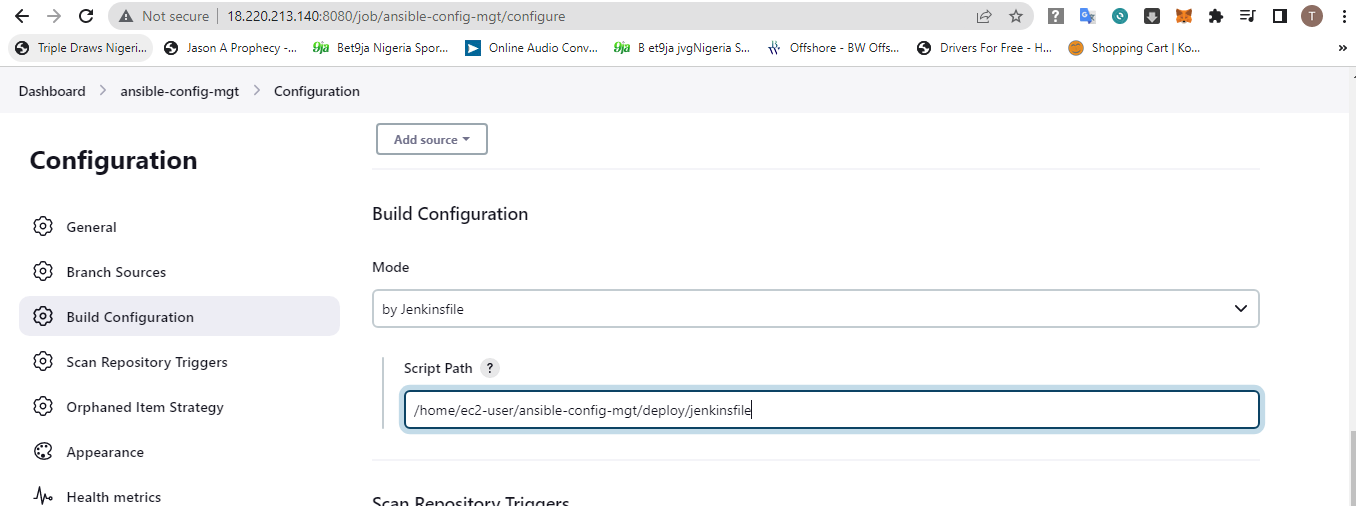 Not secure | 18.220.213.140:8080/job/ansible-config-mgt/configure T
Triple Draws Nigeri... Jason A Prophecy -... 9ja Bet9ja Nigeria Spor... Online Audio Conv... 9ja B et9ja jvgNigeria S... Offshore - BW Offs... Drivers For Free - H... Shopping Cart | Ko... »
Dashboard > ansible-config-mgt > Configuration
Configuration
General
Branch Sources
Build Configuration
Scan Repository Triggers
Orphaned Item Strategy
Appearance
Health metrics
Add source
Build Configuration
Mode
by Jenkinsfile
Script Path ?
/home/ec2-user/ansible-config-mgt/deploy/jenkinsfile
Scan Repository Triggers